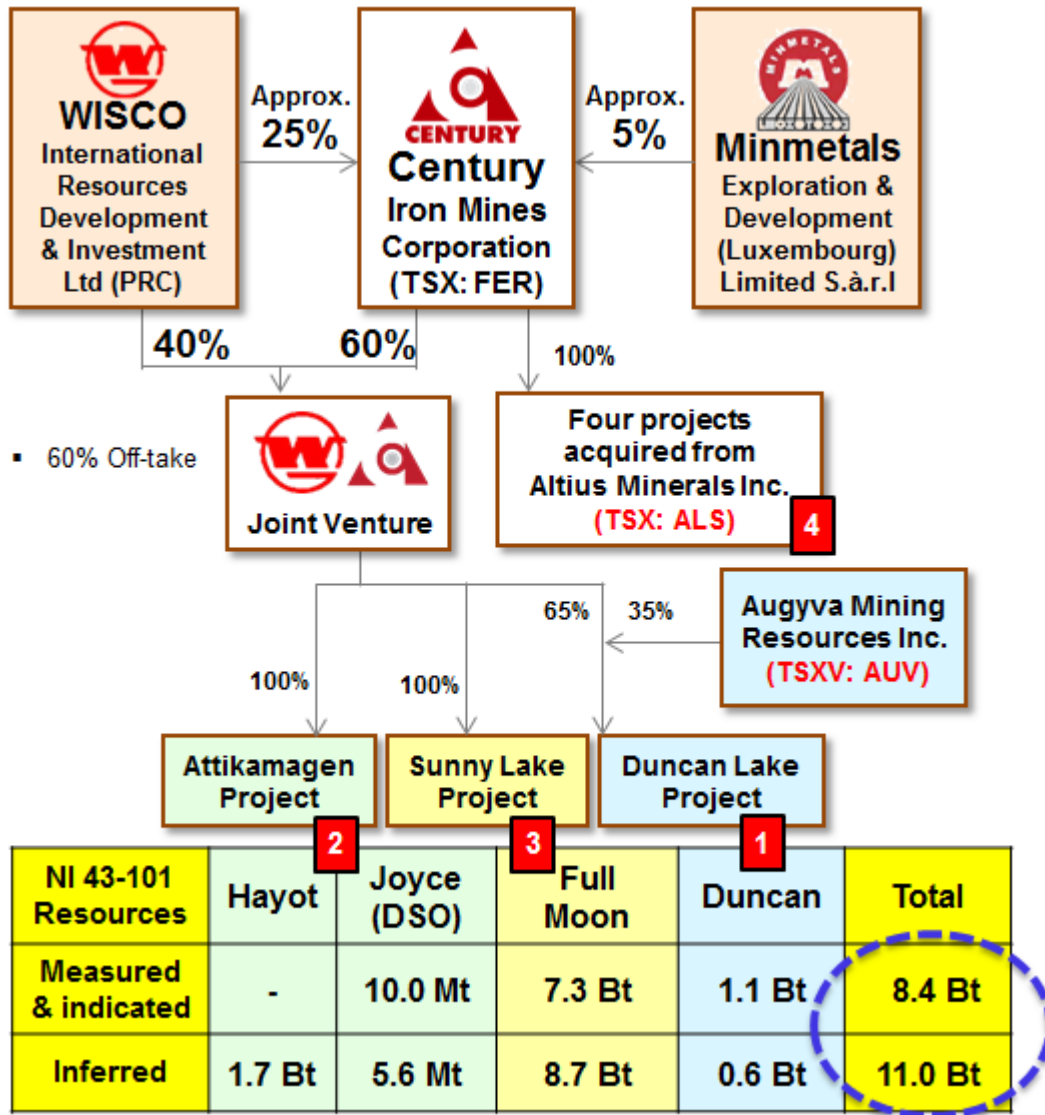 WISCO
International
Resources
Development
& Investment
Ltd (PRC)
Approx.
25%
CENTURY
Century
Iron Mines
Corporation
(TSX: FER)
Approx.
5%
MINMETALS
Minmetals
Exploration &
Development
(Luxembourg)
Limited S.à.r.l
40%
60%
100%
▪ 60% Off-take
Joint Venture
Four projects
acquired from
Altius Minerals Inc.
(TSX: ALS)
4
65%
35%
Augyva Mining
Resources Inc.
(TSXV: AUV)
100%
100%
Attikamagen
Project
2
Sunny Lake
Project
3
Duncan Lake
Project
1
NI 43-101
Resources
Hayot
Joyce
(DSO)
Full
Moon
Duncan
Total
Measured
& indicated
-
10.0 Mt
7.3 Bt
1.1 Bt
8.4 Bt
Inferred
1.7 Bt
5.6 Mt
8.7 Bt
0.6 Bt
11.0 Bt